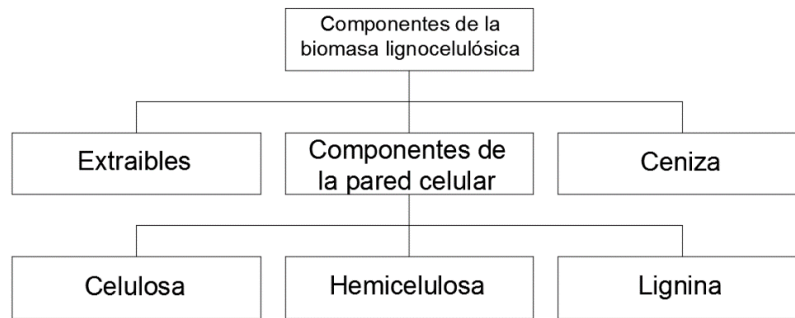 Componentes de la
biomasa lignocelulósica
Extraibles
Componentes de
la pared celular
Ceniza
Celulosa
Hemicelulosa
Lignina